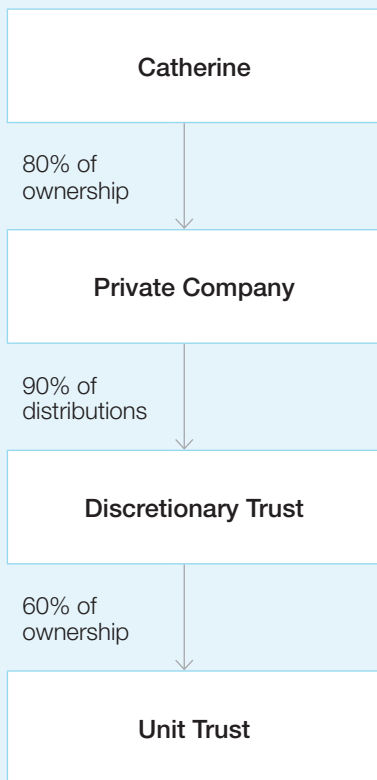 Catherine
80% of
ownership
Private Company
90% of
distributions
Discretionary Trust
60% of
ownership
Unit Trust